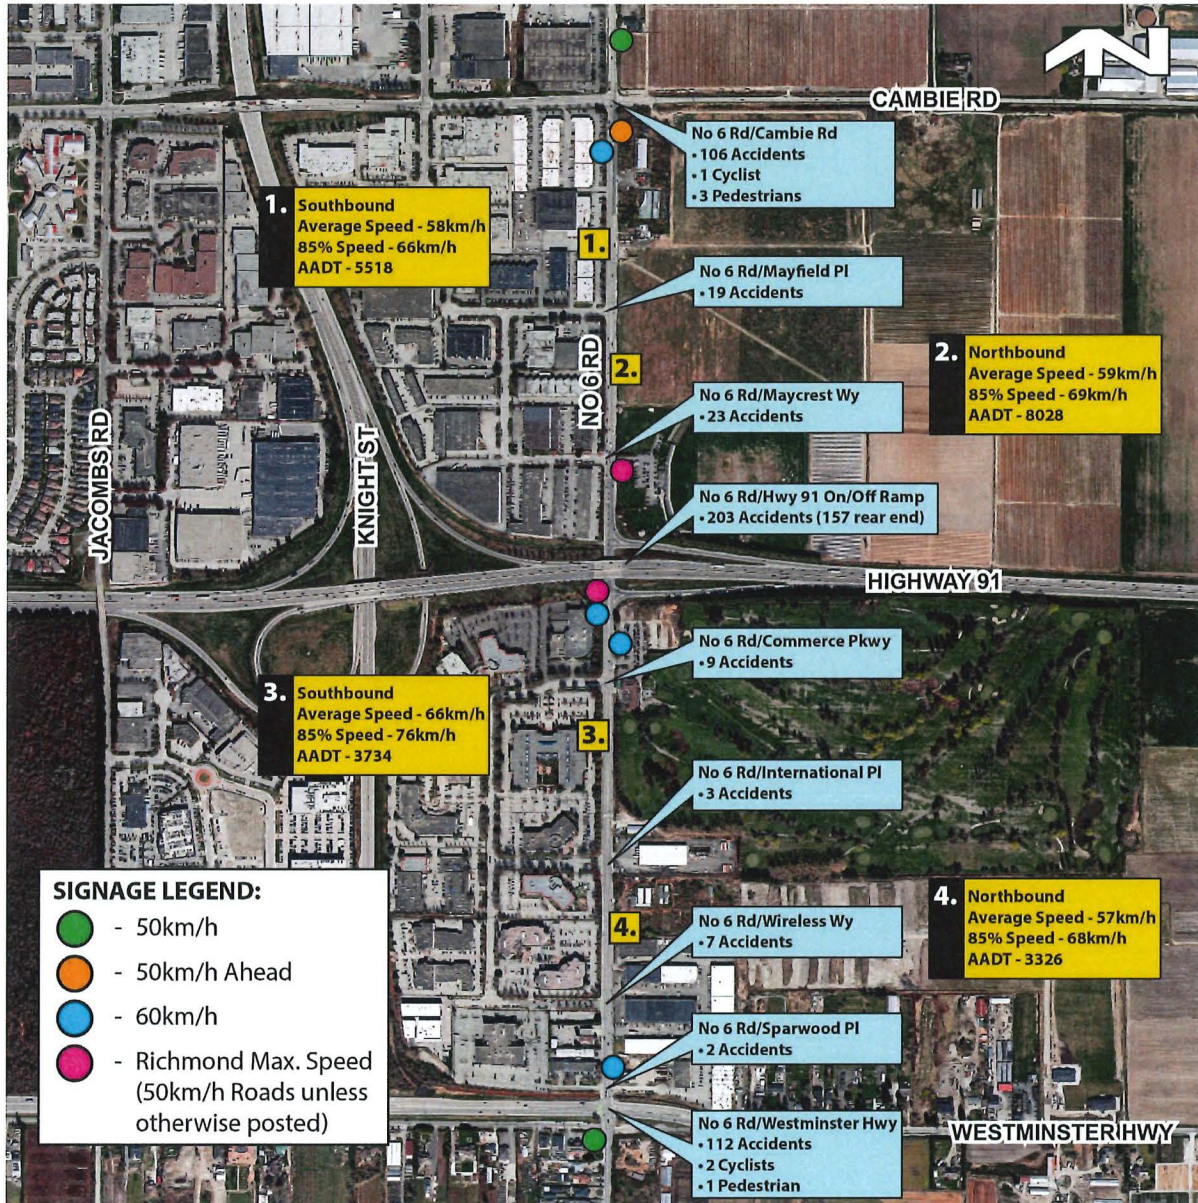 N
CAMBIE RD
No 6 Rd/Cambie Rd
• 106 Accidents
• 1 Cyclist
• 3 Pedestrians
1. Southbound
Average Speed - 58km/h
85% Speed - 66km/h
AADT - 5518
1.
No 6 Rd/Mayfield Pl
• 19 Accidents
NO 6 RD
2.
2. Northbound
Average Speed - 59km/h
85% Speed - 69km/h
AADT - 8028
No 6 Rd/Maycrest Wy
• 23 Accidents
JACOMBS RD
KNIGHT ST
No 6 Rd/Hwy 91 On/Off Ramp
• 203 Accidents (157 rear end)
HIGHWAY 91
No 6 Rd/Commerce Pkwy
• 9 Accidents
3. Southbound
Average Speed - 66km/h
85% Speed - 76km/h
AADT - 3734
3.
No 6 Rd/International Pl
• 3 Accidents
SIGNAGE LEGEND:
- 50km/h
- 50km/h Ahead
- 60km/h
- Richmond Max. Speed
(50km/h Roads unless
otherwise posted)
4.
No 6 Rd/Wireless Wy
• 7 Accidents
4. Northbound
Average Speed - 57km/h
85% Speed - 68km/h
AADT - 3326
No 6 Rd/Sparwood Pl
• 2 Accidents
No 6 Rd/Westminster Hwy
• 112 Accidents
• 2 Cyclists
• 1 Pedestrian
WESTMINSTER HWY